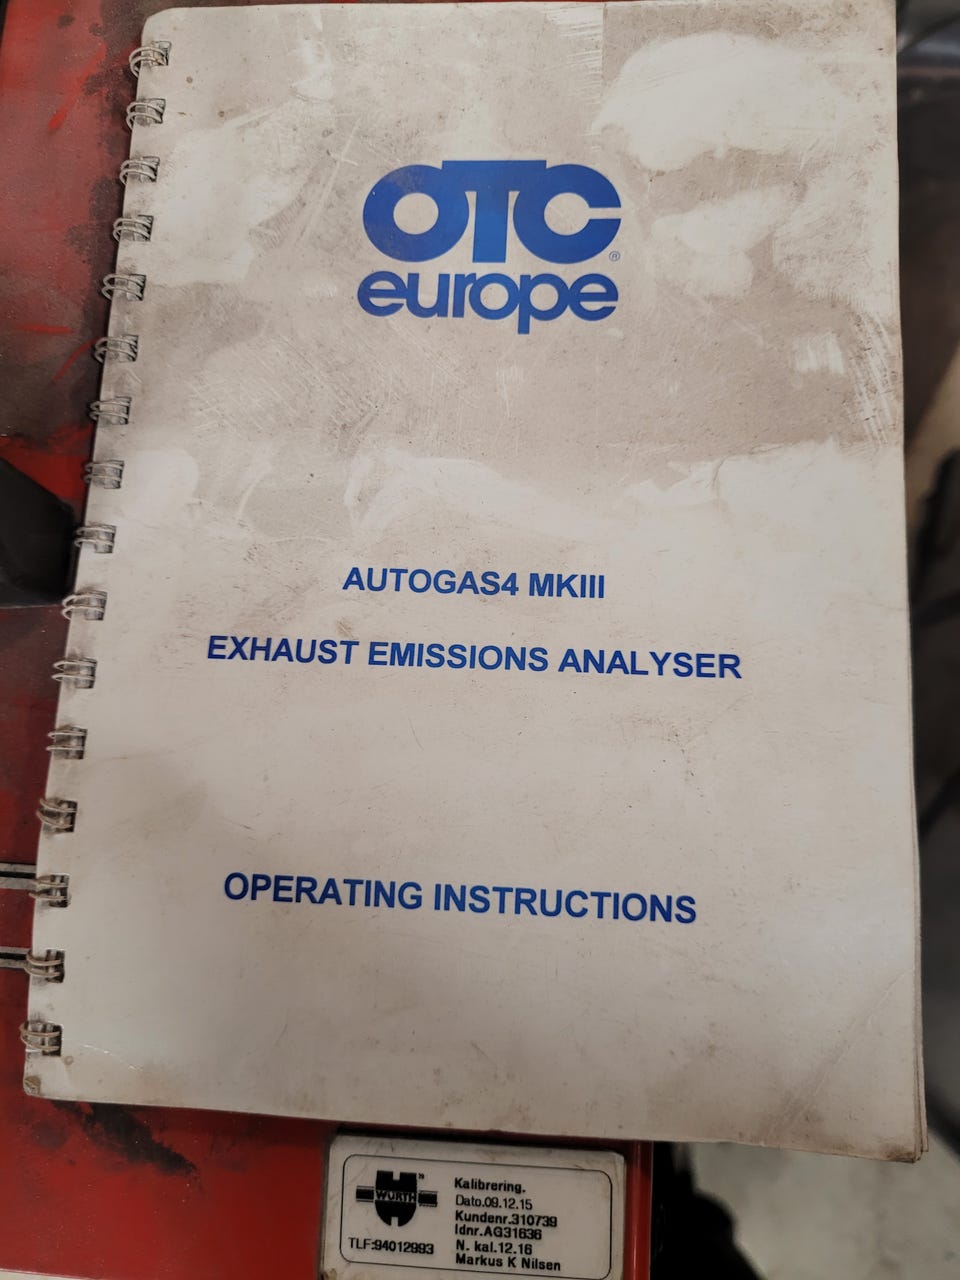 OTC®
europe
AUTOGAS4 MKIII
EXHAUST EMISSIONS ANALYSER
OPERATING INSTRUCTIONS
WÜRTH
Kalibrering.
Dato.09.12.15
Kundenr.310739
Idnr.AG31636
TLF:94012993
N. kal.12.16
Markus K Nilsen